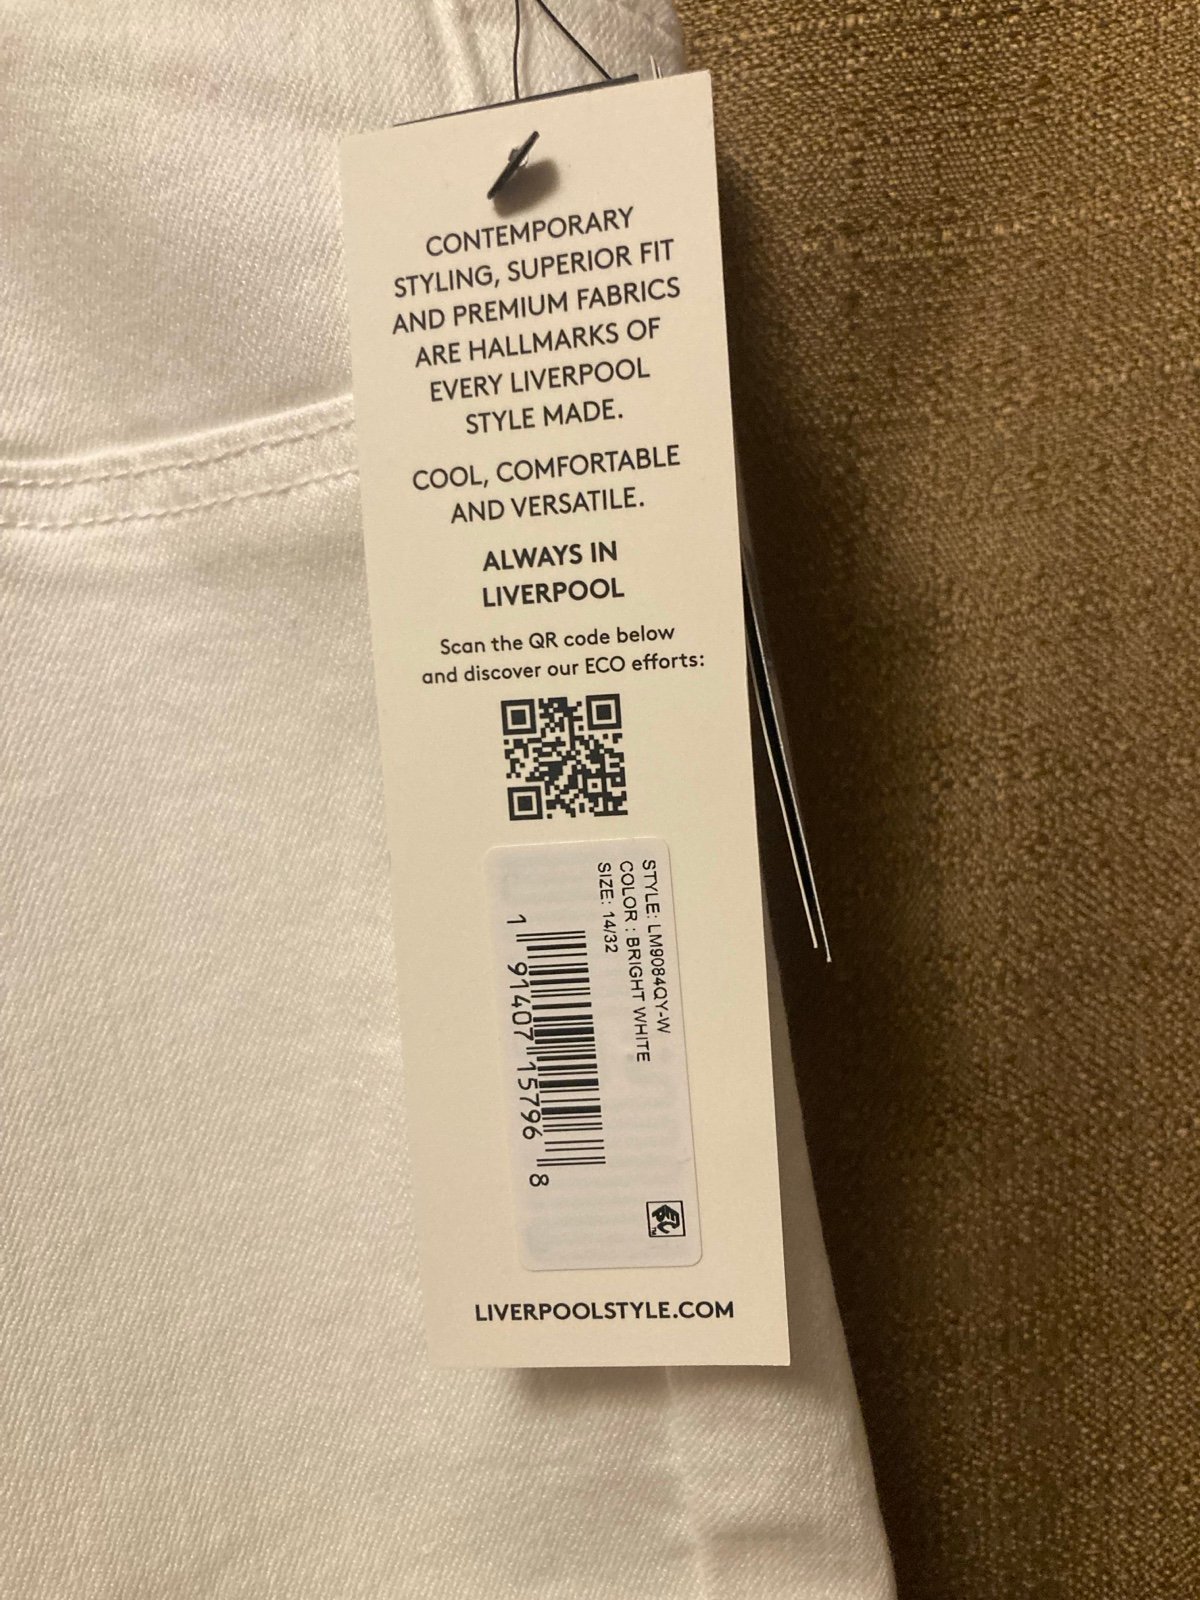 CONTEMPORARY
STYLING, SUPERIOR FIT
AND PREMIUM FABRICS
ARE HALLMARKS OF
EVERY LIVERPOOL
STYLE MADE.
COOL, COMFORTABLE
AND VERSATILE.
ALWAYS IN
LIVERPOOL
Scan the QR code below
and discover our ECO efforts:
STYLE: LM9084QY-W
COLOR : BRIGHT WHITE
SIZE: 14/32
1 91407 15796 8
EPC
TM
LIVERPOOLSTYLE.COM